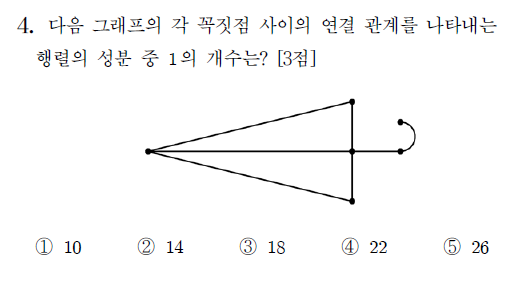 4. 다음 그래프의 각 꼭짓점 사이의 연결 관계를 나타내는
행렬의 성분 중 1의 개수는? [3점]
① 10 ② 14 ③ 18 ④ 22 ⑤ 26